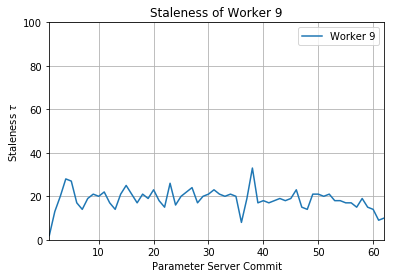 Staleness of Worker 9
Worker 9
Staleness τ
100
80
60
40
20
0
10 20 30 40 50 60
Parameter Server Commit